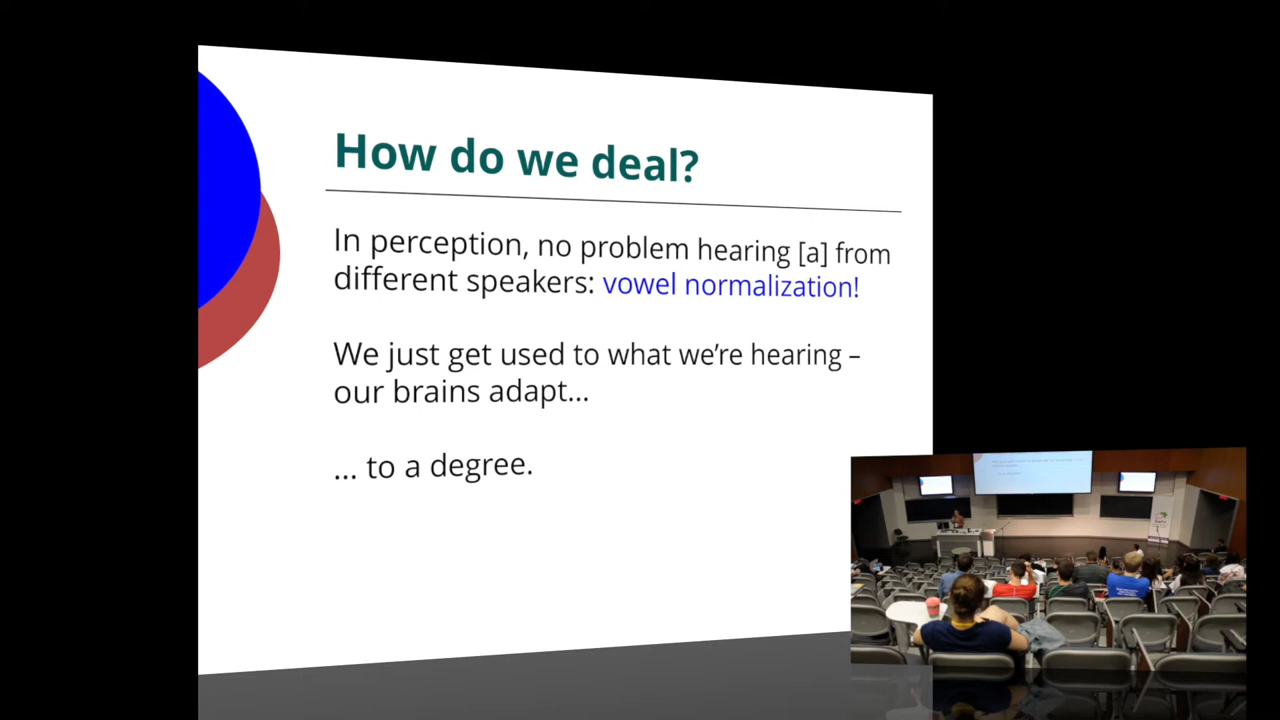 How do we deal?
In perception, no problem hearing [a] from
different speakers: vowel normalization!
We just get used to what we’re hearing –
our brains adapt…
… to a degree.